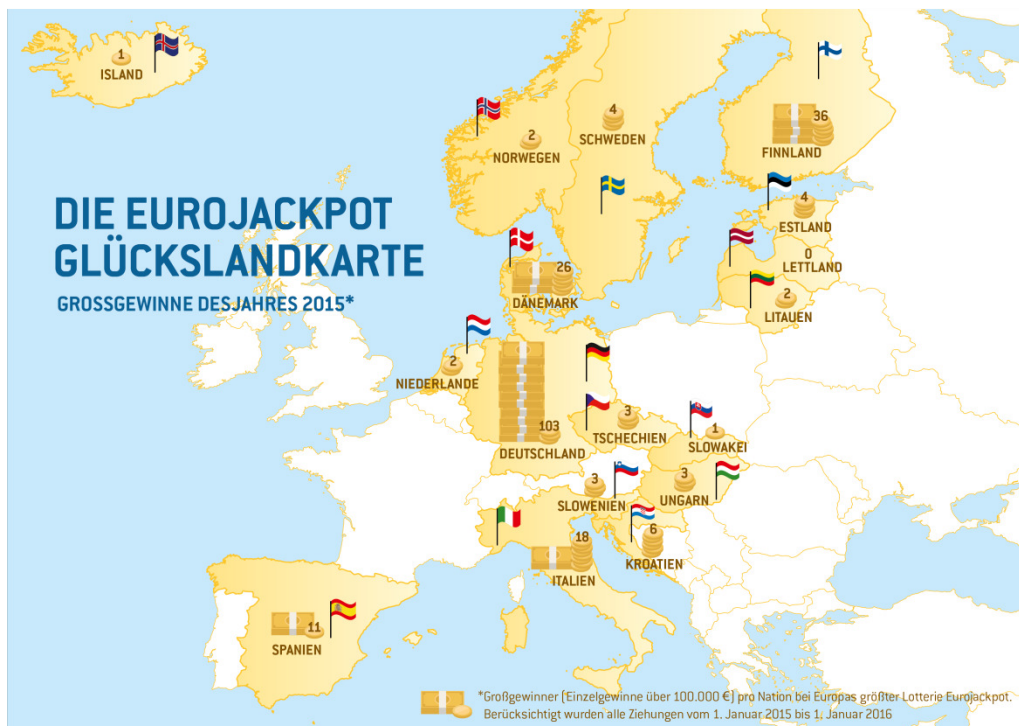 1
ISLAND
4
SCHWEDEN
2
NORWEGEN
36
FINNLAND
DIE EUROJACKPOT
GLÜCKSLANDKARTE
GROSSGEWINNE DESJAHRES 2015*
4
ESTLAND
0
LETTLAND
26
DÄNEMARK
2
LITAUEN
2
NIEDERLANDE
103
DEUTSCHLAND
3
TSCHECHIEN
1
SLOWAKEI
3
SLOWENIEN
3
UNGARN
18
ITALIEN
6
KROATIEN
11
SPANIEN
*Großgewinner (Einzelgewinne über 100.000 €) pro Nation bei Europas größter Lotterie Eurojackpot.
Berücksichtigt wurden alle Ziehungen vom 1. Januar 2015 bis 1. Januar 2016